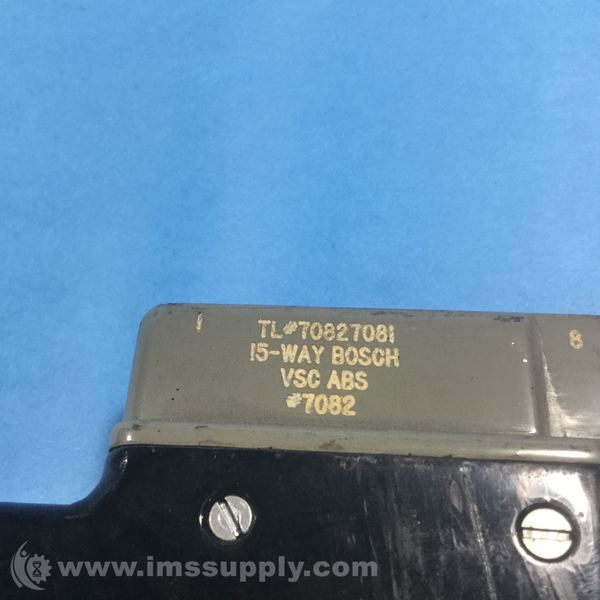 1
TL#70827081
15-WAY BOSCH
VSC ABS
#7082
8
www.imssupply.com